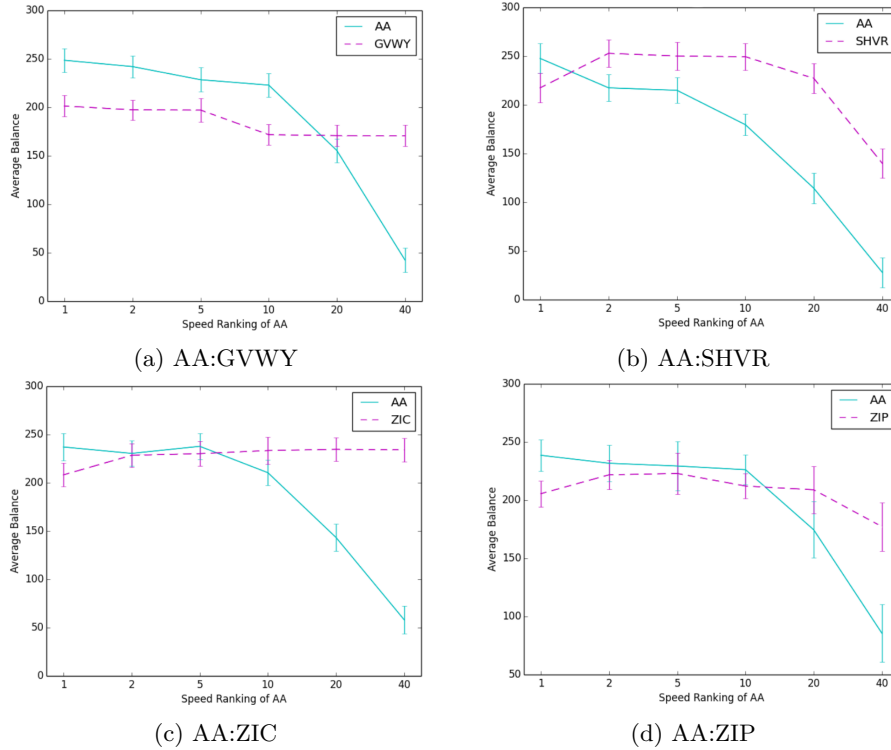 300
250
200
150
100
50
0
Average Balance
AA
GVWY
1 2 5 10 20 40
Speed Ranking of AA
(a) AA:GVWY
300
250
200
150
100
50
0
Average Balance
AA
SHVR
1 2 5 10 20 40
Speed Ranking of AA
(b) AA:SHVR
300
250
200
150
100
50
0
Average Balance
AA
ZIC
1 2 5 10 20 40
Speed Ranking of AA
(c) AA:ZIC
300
250
200
150
100
50
Average Balance
AA
ZIP
1 2 5 10 20 40
Speed Ranking of AA
(d) AA:ZIP